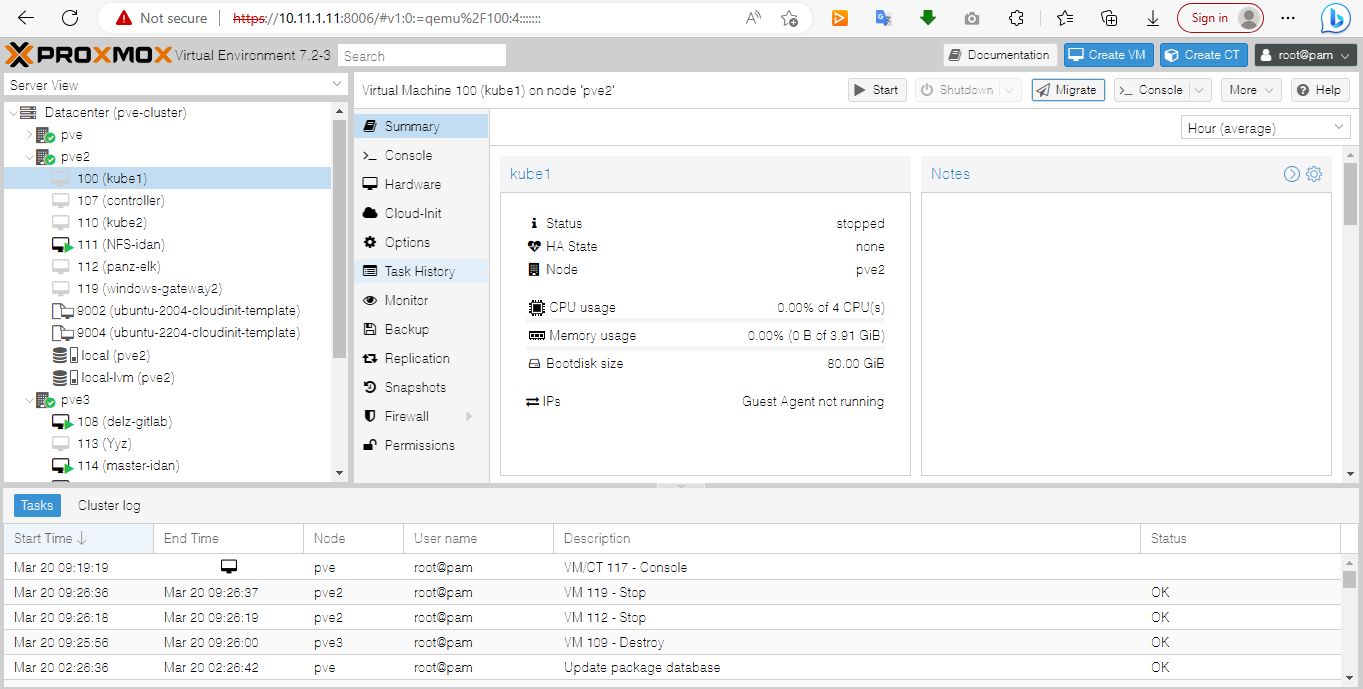 Not secure https://10.11.1.11:8006/#v1:0:=qemu%2F100:4::::::: Sign in
PROXMOX Virtual Environment 7.2-3 Search Documentation Create VM Create CT root@pam
Server View
Virtual Machine 100 (kube1) on node 'pve2' Start Shutdown Migrate Console More Help
Datacenter (pve-cluster)
pve
pve2
100 (kube1)
107 (controller)
110 (kube2)
111 (NFS-idan)
112 (panz-elk)
119 (windows-gateway2)
9002 (ubuntu-2004-cloudinit-template)
9004 (ubuntu-2204-cloudinit-template)
local (pve2)
local-lvm (pve2)
pve3
108 (delz-gitlab)
113 (Yyz)
114 (master-idan)
Summary
Console
Hardware
Cloud-Init
Options
Task History
Monitor
Backup
Replication
Snapshots
Firewall
Permissions
Hour (average)
kube1
Status stopped
HA State none
Node pve2
CPU usage 0.00% of 4 CPU(s)
Memory usage 0.00% (0 B of 3.91 GiB)
Bootdisk size 80.00 GiB
IPs Guest Agent not running
Notes
Tasks Cluster log
Start Time End Time Node User name Description Status
Mar 20 09:19:19 pve root@pam VM/CT 117 - Console
Mar 20 09:26:36 Mar 20 09:26:37 pve2 root@pam VM 119 - Stop OK
Mar 20 09:26:18 Mar 20 09:26:19 pve2 root@pam VM 112 - Stop OK
Mar 20 09:25:56 Mar 20 09:26:00 pve3 root@pam VM 109 - Destroy OK
Mar 20 02:26:36 Mar 20 02:26:42 pve root@pam Update package database OK